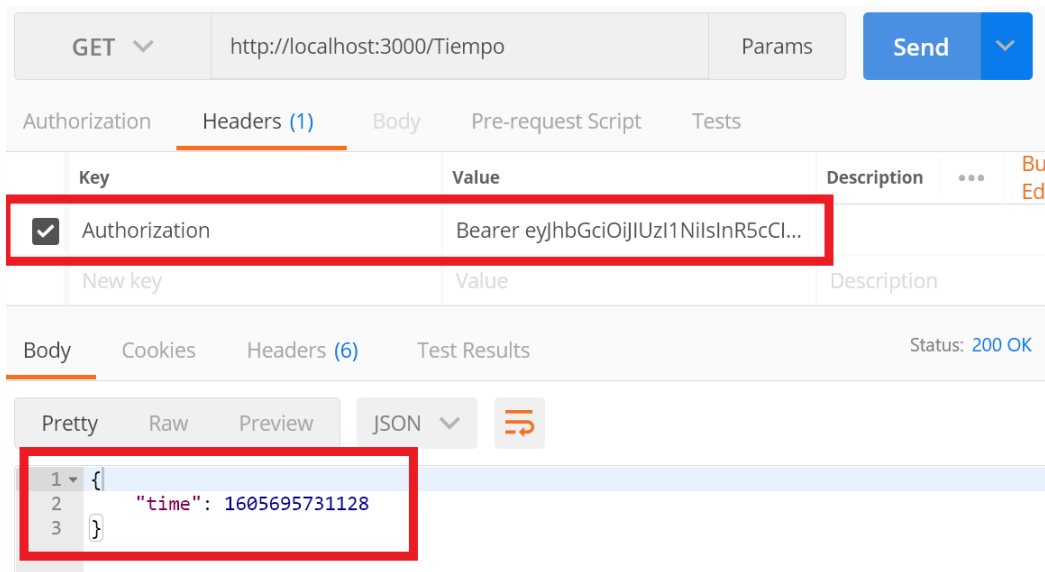 GET http://localhost:3000/Tiempo Params Send
Authorization Headers (1) Body Pre-request Script Tests
Key Value Description ••• Bu
Ed
Authorization Bearer eyJhbGciOiJIUzI1NiIsInR5cCI...
New key Value Description
Body Cookies Headers (6) Test Results Status: 200 OK
Pretty Raw Preview JSON
1 {
2 "time": 1605695731128
3 }